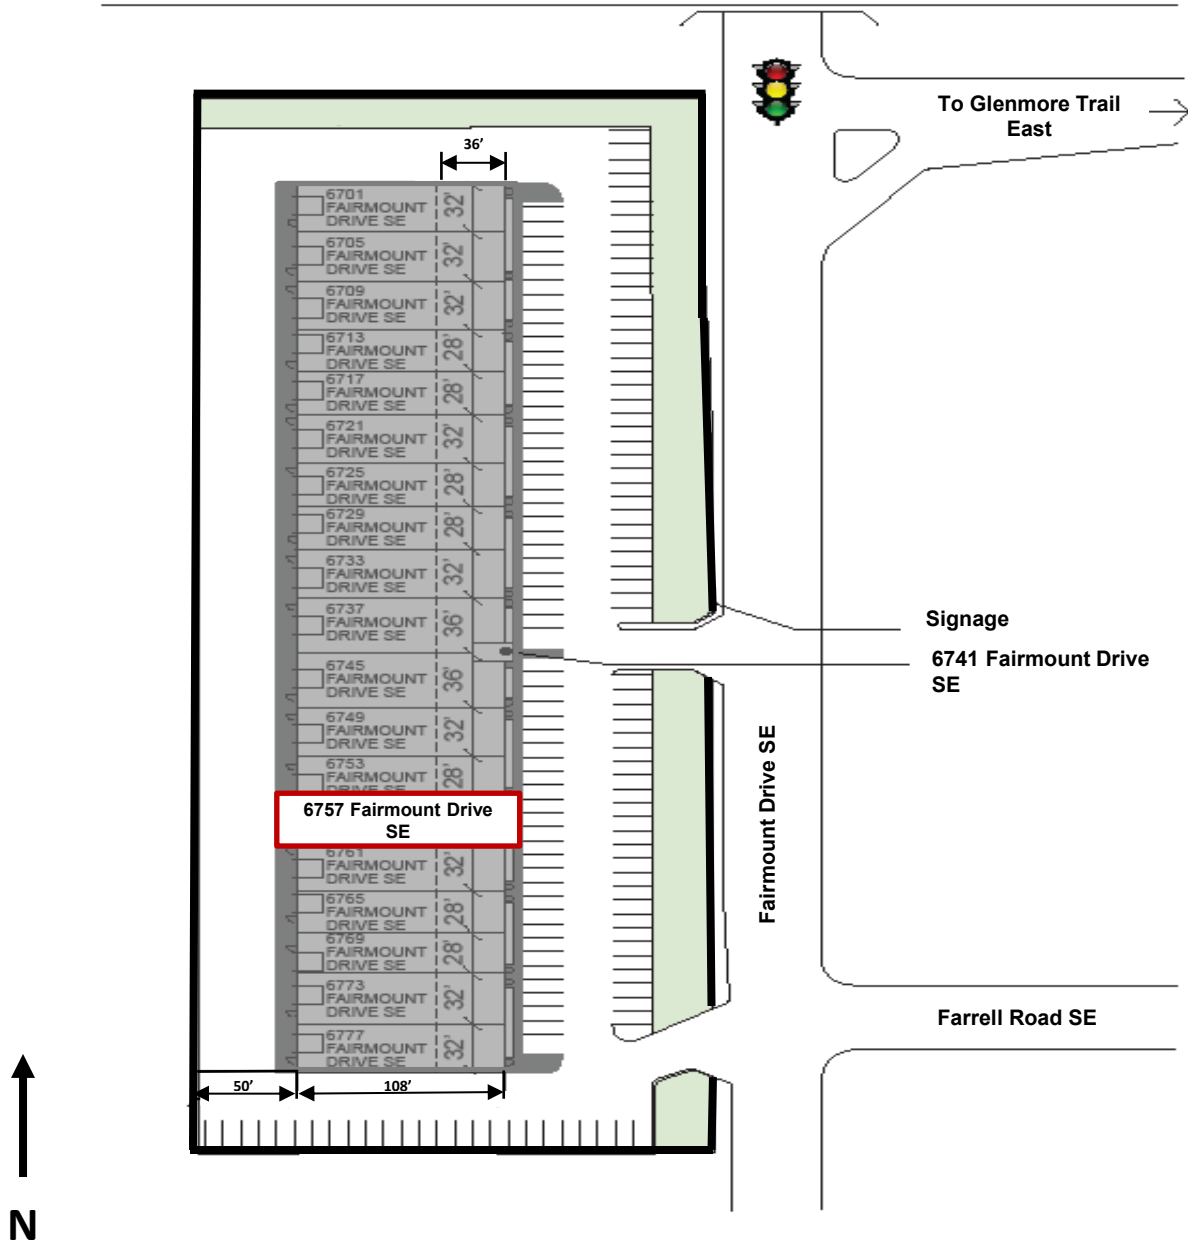 To Glenmore Trail
East
36'
6701
FAIRMOUNT
DRIVE SE
32'
6705
FAIRMOUNT
DRIVE SE
32'
6709
FAIRMOUNT
DRIVE SE
32'
6713
FAIRMOUNT
DRIVE SE
28'
6717
FAIRMOUNT
DRIVE SE
28'
6721
FAIRMOUNT
DRIVE SE
32'
6725
FAIRMOUNT
DRIVE SE
28'
6729
FAIRMOUNT
DRIVE SE
28'
6733
FAIRMOUNT
DRIVE SE
32'
6737
FAIRMOUNT
DRIVE SE
36'
Signage
6741 Fairmount Drive
SE
6745
FAIRMOUNT
DRIVE SE
36'
6749
FAIRMOUNT
DRIVE SE
32'
6753
FAIRMOUNT
DRIVE SE
28'
Fairmount Drive SE
6757 Fairmount Drive
SE
6761
FAIRMOUNT
DRIVE SE
32'
6765
FAIRMOUNT
DRIVE SE
28'
6769
FAIRMOUNT
DRIVE SE
28'
6773
FAIRMOUNT
DRIVE SE
32'
6777
FAIRMOUNT
DRIVE SE
32'
Farrell Road SE
50'
108'
N